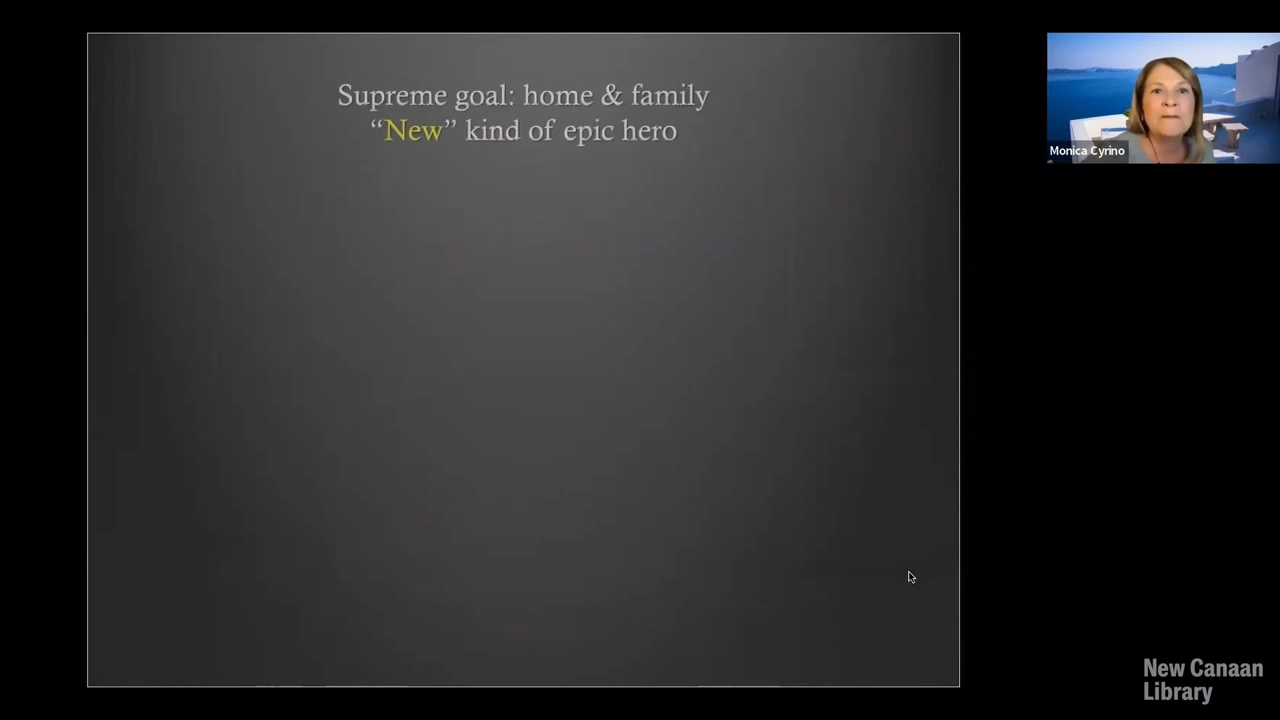 Supreme goal: home & family
“New” kind of epic hero
Monica Cyrino
New Canaan
Library